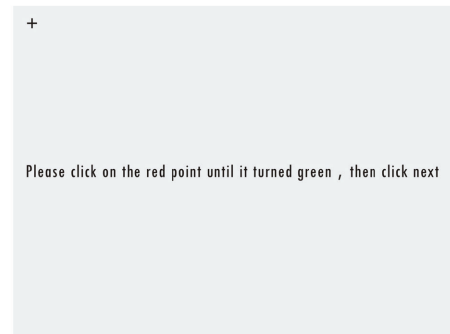 +
Please click on the red point until it turned green , then click next